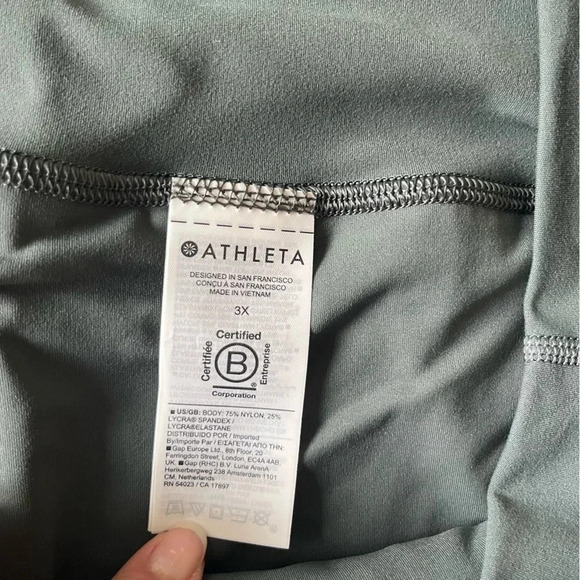 ATHLETA
DESIGNED IN SAN FRANCISCO
CONÇU À SAN FRANCISCO
MADE IN VIETNAM
3X
Certified
Certifiée
B
Entreprise
®
Corporation
■ US/GB: BODY: 75% NYLON, 25%
LYCRA® SPANDEX /
LYCRA®ELASTANE
DISTRIBUIDO POR / Imported
By/Importe Par / ΕΙΣΑΓΕΤΑΙ ΑΠΟ ΤΗΝ:
■ Gap Europe Ltd., 6th Floor, 20
Farringdon Street, London, EC4A 4AB,
UK. ■ Gap (RHC) B.V. Luna ArenA
Herikerbergweg 238 Amsterdam 1101
CM, Netherlands
RN 54023 / CA 17897